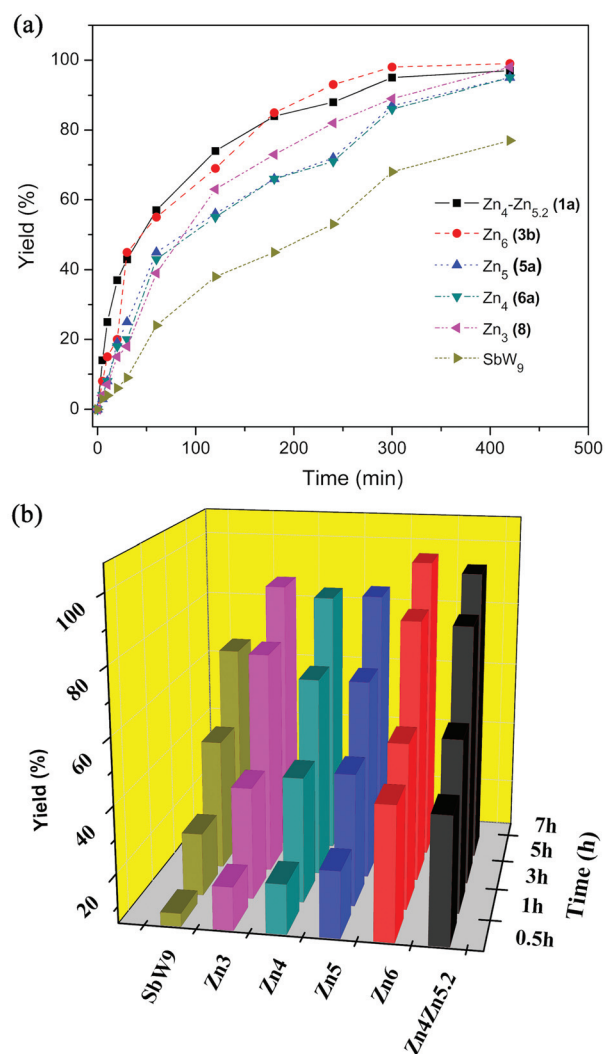 (a)
100
80
60
40
20
0
Yield (%)
Zn₄-Zn₅.₂ (1a)
Zn₆ (3b)
Zn₅ (5a)
Zn₄ (6a)
Zn₃ (8)
SbW₉
0 100 200 300 400 500
Time (min)
(b)
100
80
60
40
20
Yield (%)
7h
5h
3h
1h
0.5h
Time (h)
SbW9 Zn3 Zn4 Zn5 Zn6 Zn4Zn5.2